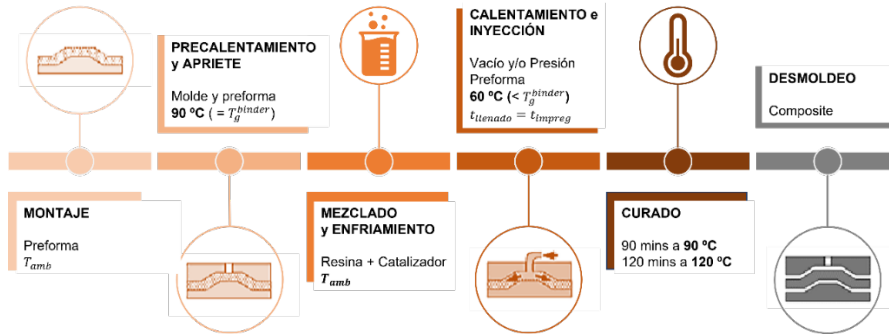 MONTAJE
Preforma
T_amb
PRECALENTAMIENTO
y APRIETE
Molde y preforma
90 ºC ( = T_g^binder)
MEZCLADO
y ENFRIAMIENTO
Resina + Catalizador
T_amb
CALENTAMIENTO e
INYECCIÓN
Vacío y/o Presión
Preforma
60 ºC (< T_g^binder)
t_llenado = t_impreg
CURADO
90 mins a 90 ºC
120 mins a 120 ºC
DESMOLDEO
Composite